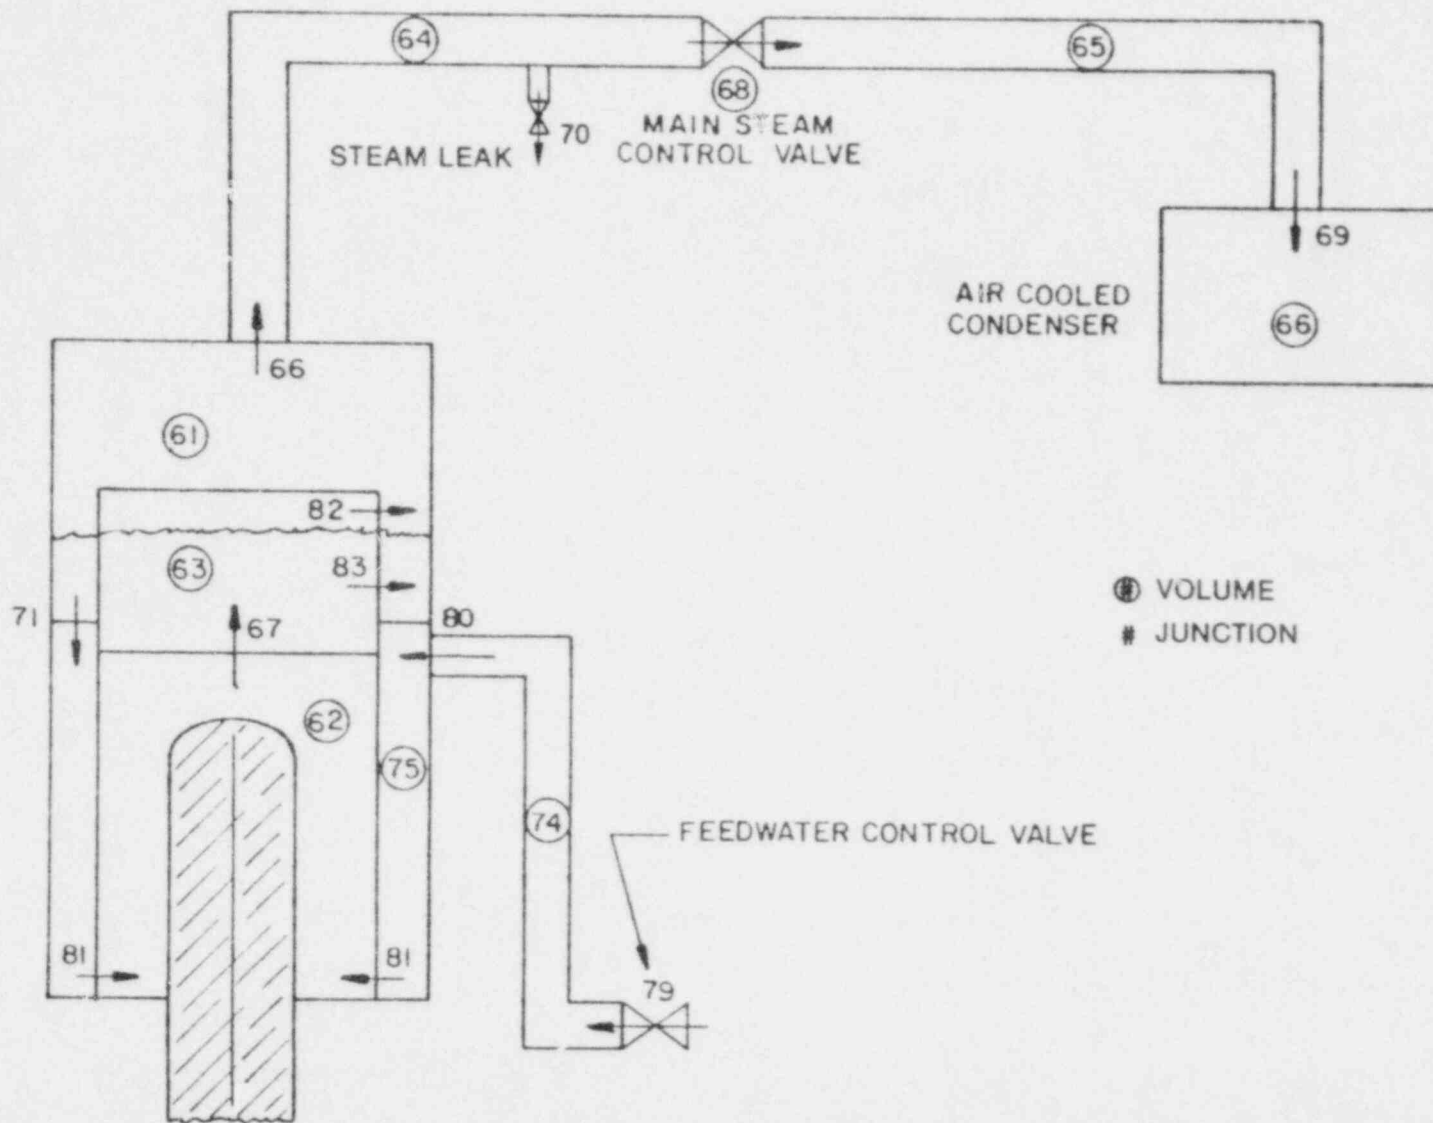 64
65
68
70
STEAM LEAK
MAIN STEAM
CONTROL VALVE
69
AIR COOLED
CONDENSER
66
66
61
82
63
83
71
67
80
# VOLUME
# JUNCTION
62
75
74
FEEDWATER CONTROL VALVE
81
81
79